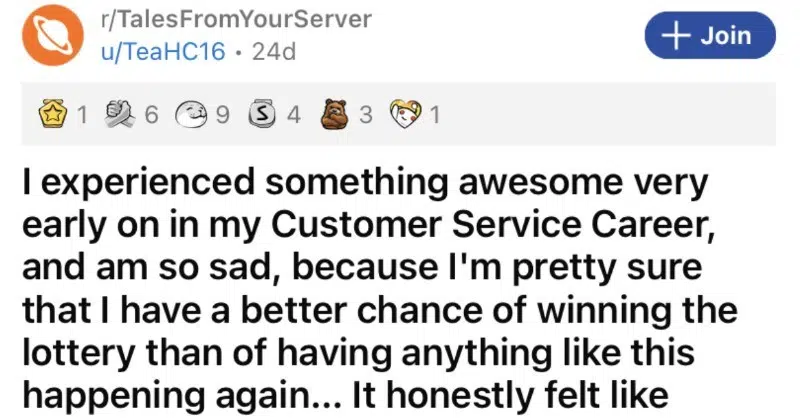 r/TalesFromYourServer
u/TeaHC16 • 24d
+ Join
1 6 9 S 4 3 1
I experienced something awesome very
early on in my Customer Service Career,
and am so sad, because I'm pretty sure
that I have a better chance of winning the
lottery than of having anything like this
happening again... It honestly felt like